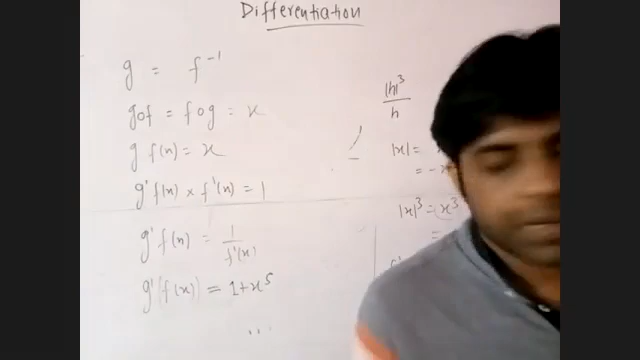 Differentiation
g = f⁻¹
gof = fog = x
g f(x) = x
g' f(x) × f'(x) = 1
g' f(x) = 1/f'(x)
g'(f(x)) = 1+x⁵
|h|³/h
|x| =
= -x
|x|³ = x³
=